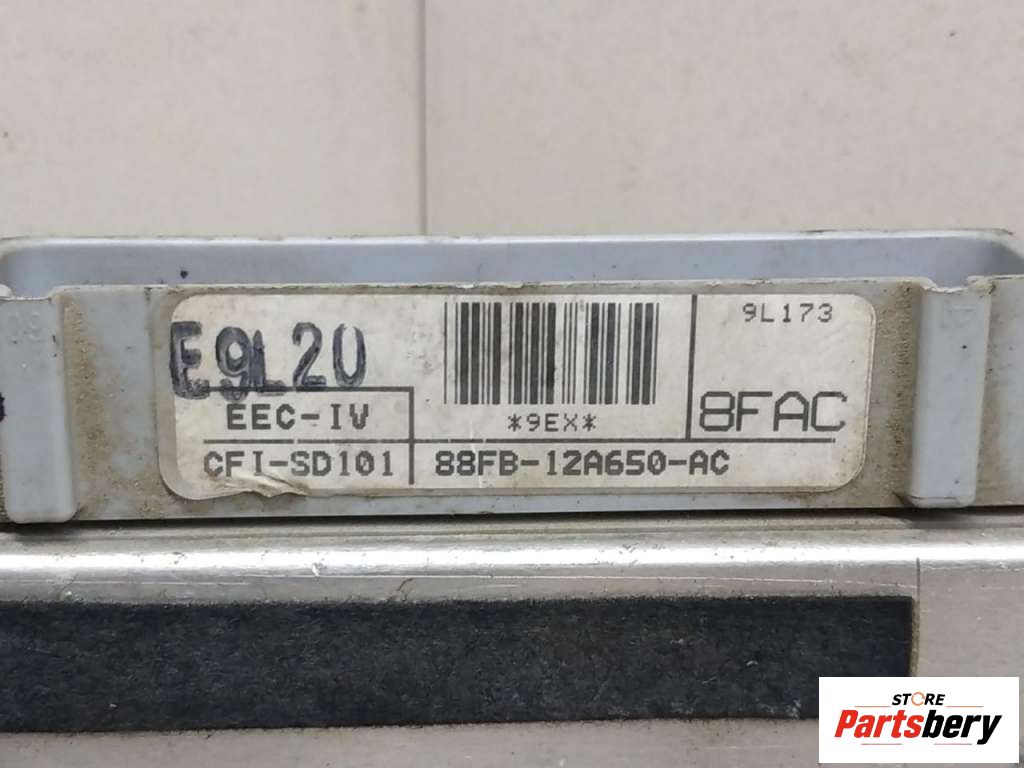 9L173
E9L20
EEC-IV
*9EX*
8FAC
CFI-SD101
88FB-12A650-AC
STORE
Partsbery